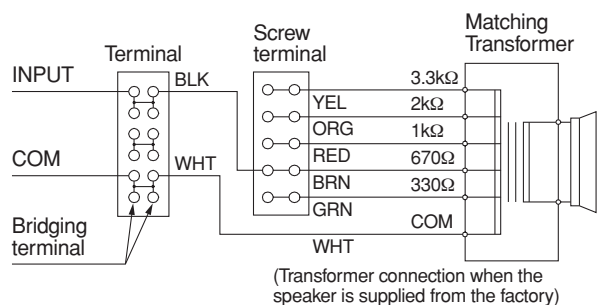 Matching
Transformer
Screw
terminal
Terminal
INPUT
BLK
3.3kΩ
YEL
2kΩ
ORG
1kΩ
COM
WHT
RED
670Ω
BRN
330Ω
GRN
COM
Bridging
terminal
WHT
(Transformer connection when the
speaker is supplied from the factory)